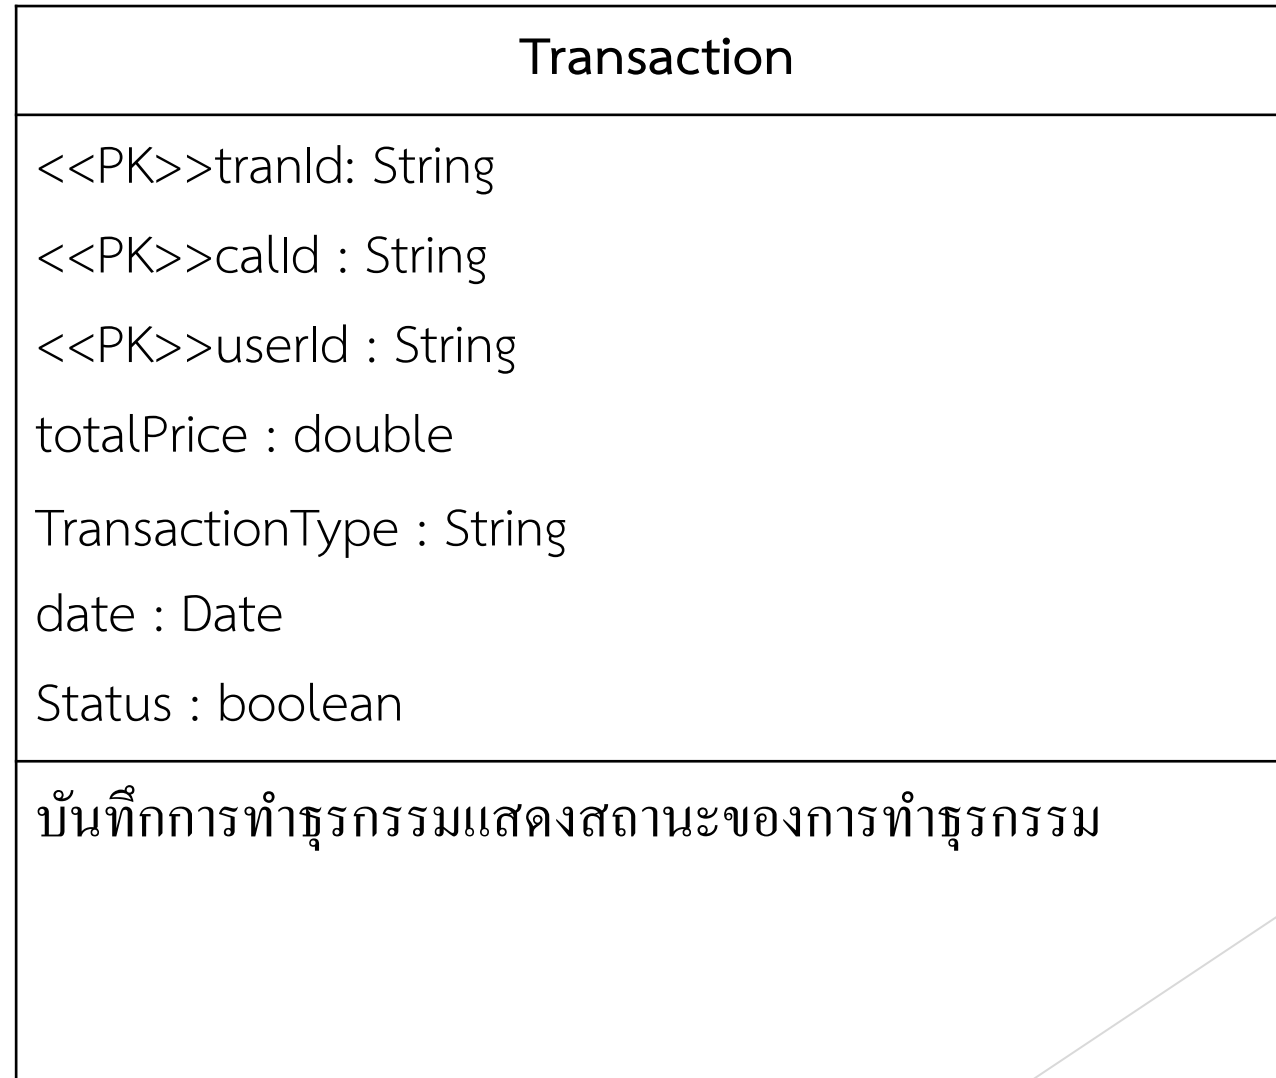 Transaction
<<PK>>tranId: String
<<PK>>calId : String
<<PK>>userId : String
totalPrice : double
TransactionType : String
date : Date
Status : boolean
บันทึกการทำธุรกรรมแสดงสถานะของการทำธุรกรรม